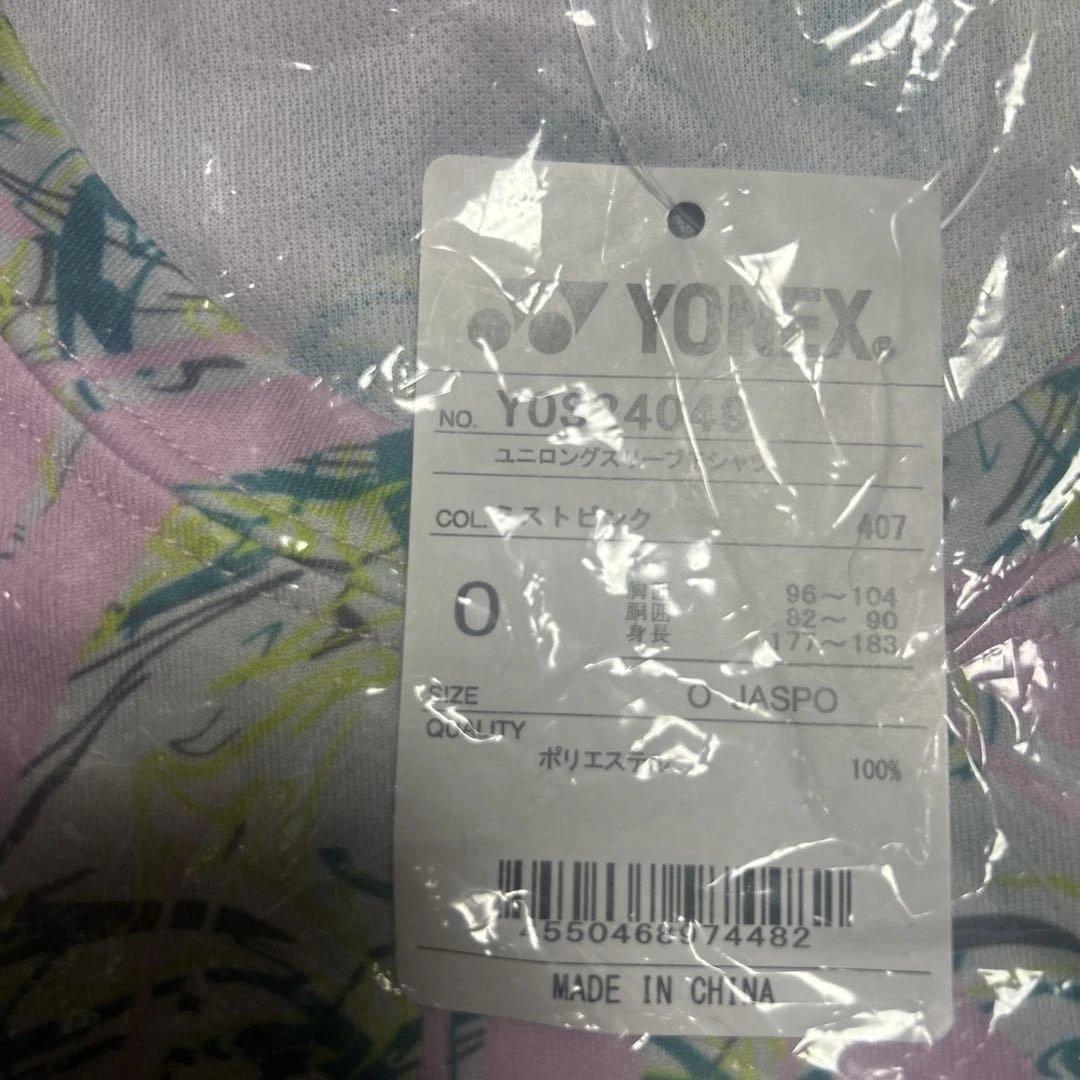 YONEX®
NO. YOS24049
ユニロングスリーブTシャツ
COL. ミストピンク 407
O
胸囲 96～104
胴囲 82～ 90
身長 177～183
SIZE O JASPO
QUALITY
ポリエステル 100%
4550468974482
MADE IN CHINA